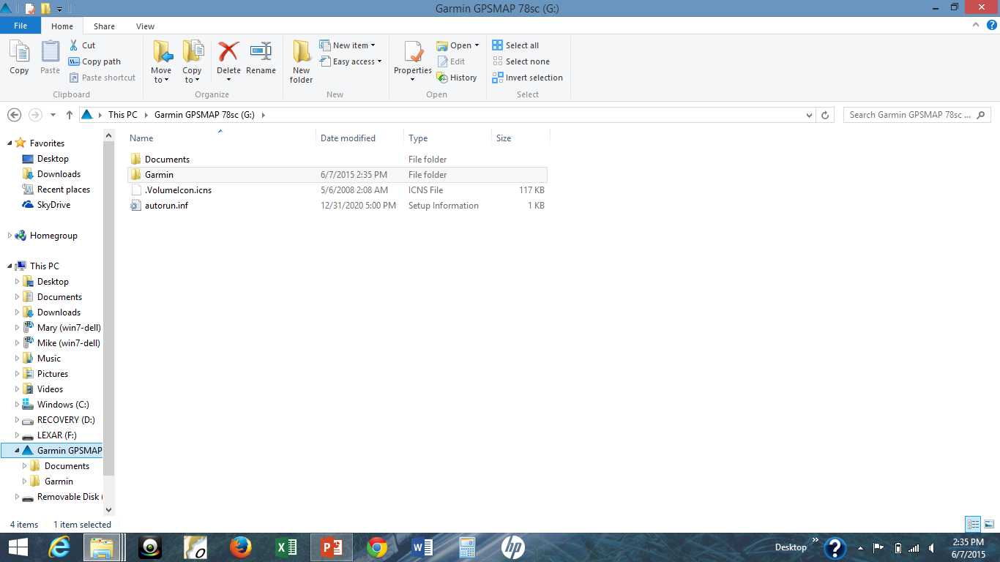 Garmin GPSMAP 78sc (G:)
File Home Share View
Copy Paste Cut Copy path Paste shortcut
Clipboard
Move to Copy to Delete Rename
Organize
New folder New item Easy access
New
Properties Open Edit History
Open
Select all Select none Invert selection
Select
This PC Garmin GPSMAP 78sc (G:) Search Garmin GPSMAP 78sc ...
Favorites
Desktop
Downloads
Recent places
SkyDrive
Homegroup
This PC
Desktop
Documents
Downloads
Mary (win7-dell)
Mike (win7-dell)
Music
Pictures
Videos
Windows (C:)
RECOVERY (D:)
LEXAR (F:)
Garmin GPSMAP
Documents
Garmin
Removable Disk (
Name Date modified Type Size
Documents File folder
Garmin 6/7/2015 2:35 PM File folder
.VolumeIcon.icns 5/6/2008 2:08 AM ICNS File 117 KB
autorun.inf 12/31/2020 5:00 PM Setup Information 1 KB
4 items 1 item selected
Desktop 2:35 PM
6/7/2015